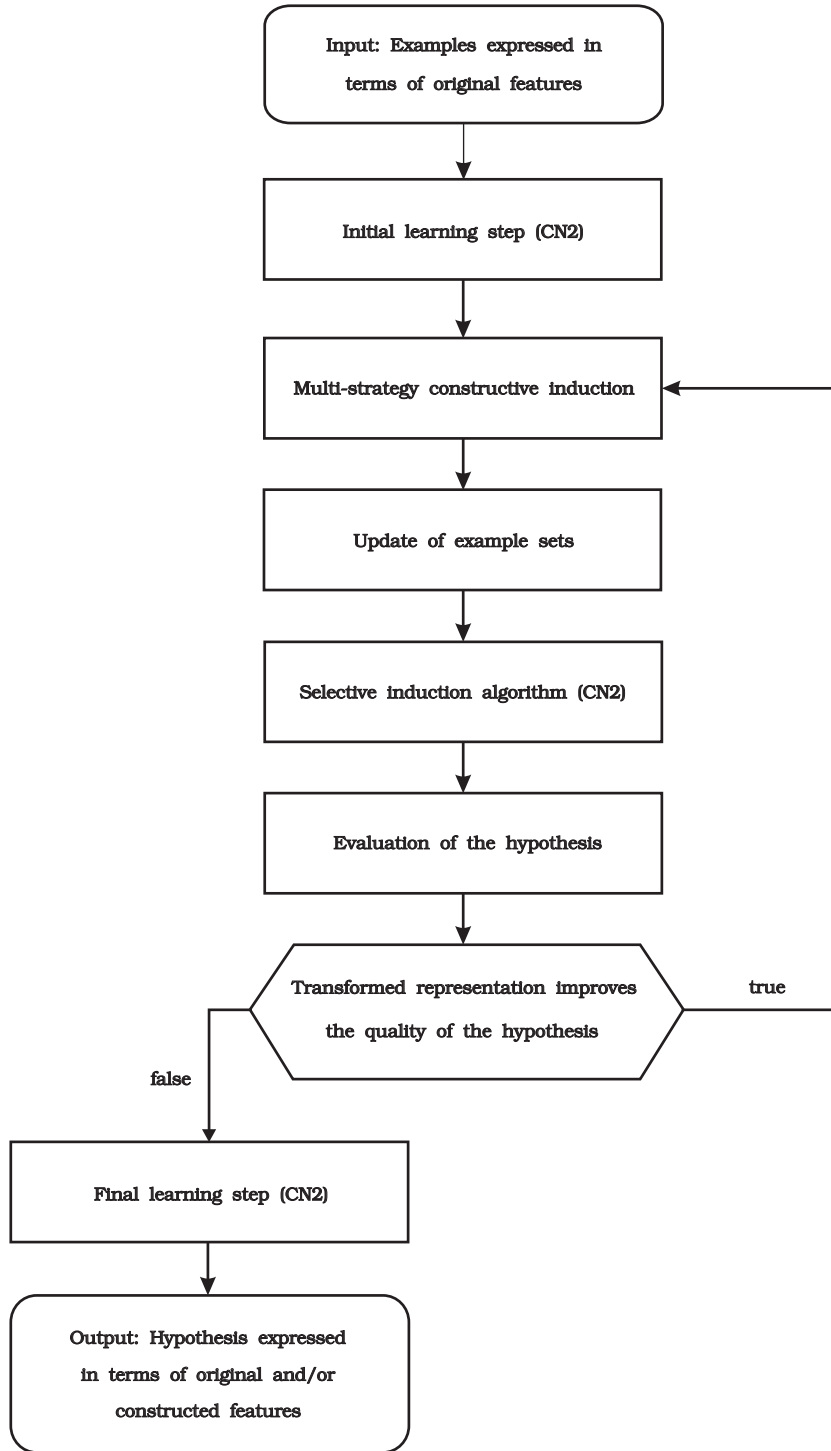 Input: Examples expressed in
terms of original features
Initial learning step (CN2)
Multi-strategy constructive induction
Update of example sets
Selective induction algorithm (CN2)
Evaluation of the hypothesis
Transformed representation improves
the quality of the hypothesis
true
false
Final learning step (CN2)
Output: Hypothesis expressed
in terms of original and/or
constructed features